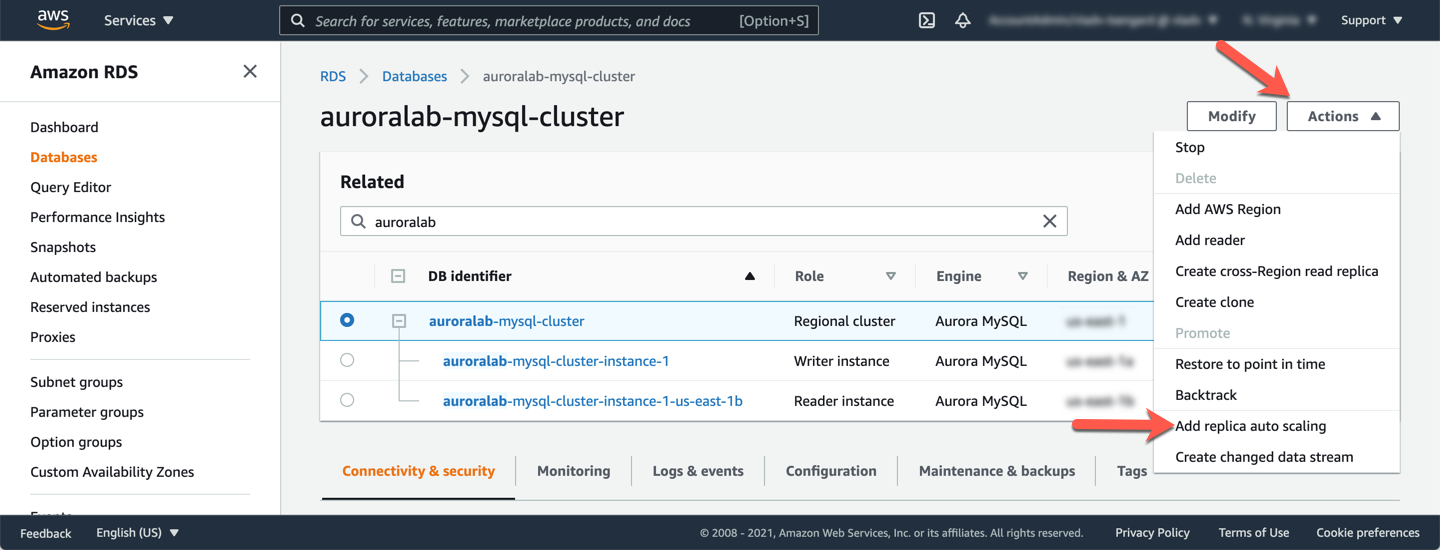 aws Services Search for services, features, marketplace products, and docs [Option+S] Support
Amazon RDS
RDS Databases auroralab-mysql-cluster
auroralab-mysql-cluster
Modify Actions
Dashboard
Databases
Query Editor
Performance Insights
Snapshots
Automated backups
Reserved instances
Proxies
Subnet groups
Parameter groups
Option groups
Custom Availability Zones
Related
auroralab
DB identifier Role Engine Region & AZ
auroralab-mysql-cluster Regional cluster Aurora MySQL
auroralab-mysql-cluster-instance-1 Writer instance Aurora MySQL
auroralab-mysql-cluster-instance-1-us-east-1b Reader instance Aurora MySQL
Connectivity & security Monitoring Logs & events Configuration Maintenance & backups Tags
Stop
Delete
Add AWS Region
Add reader
Create cross-Region read replica
Create clone
Promote
Restore to point in time
Backtrack
Add replica auto scaling
Create changed data stream
Feedback English (US) © 2008 - 2021, Amazon Web Services, Inc. or its affiliates. All rights reserved. Privacy Policy Terms of Use Cookie preferences